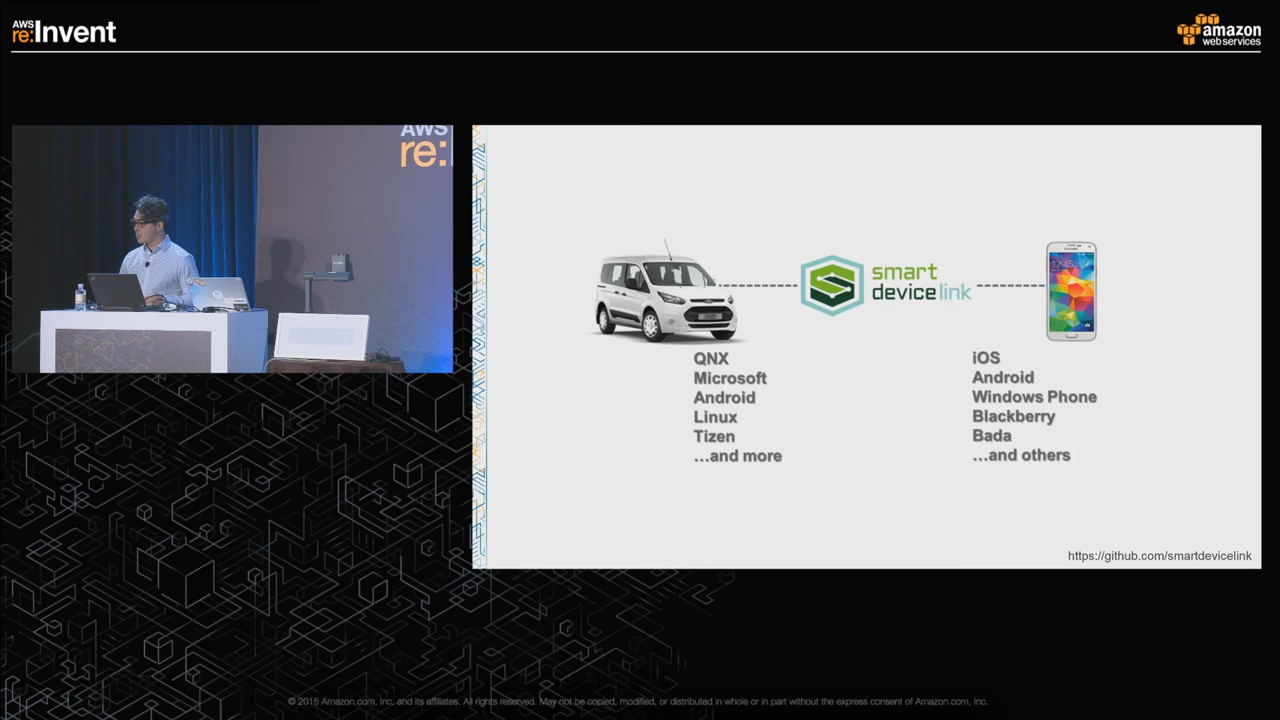 AWS
re:Invent
amazon
web services
AWS
re:
smart
devicelink
QNX
Microsoft
Android
Linux
Tizen
...and more
iOS
Android
Windows Phone
Blackberry
Bada
...and others
https://github.com/smartdevicelink
© 2015 Amazon.com, Inc. and its affiliates. All rights reserved. May not be copied, modified, or distributed in whole or in part without the express consent of Amazon.com, Inc.